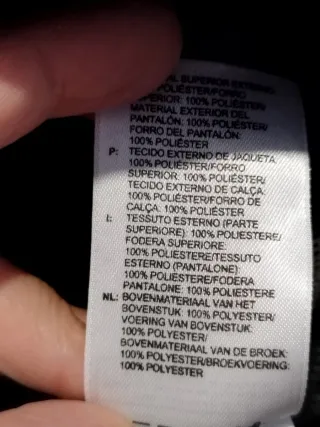 SUPERIOR EXTERNO:
POLIÉSTER/FORRO
SUPERIOR: 100% POLIÉSTER/
MATERIAL EXTERIOR DEL
PANTALÓN: 100% POLIÉSTER/
FORRO DEL PANTALÓN:
100% POLIÉSTER
P: TECIDO EXTERNO DE JAQUETA:
100% POLIÉSTER/FORRO
SUPERIOR: 100% POLIÉSTER/
TECIDO EXTERNO DE CALÇA:
100% POLIÉSTER/FORRO DE
CALÇA: 100% POLIÉSTER
I: TESSUTO ESTERNO (PARTE
SUPERIORE): 100% POLIESTERE/
FODERA SUPERIORE:
100% POLIESTERE/TESSUTO
ESTERNO (PANTALONE):
100% POLIESTERE/FODERA
PANTALONE: 100% POLIESTERE
NL: BOVENMATERIAAL VAN HET
BOVENSTUK: 100% POLYESTER/
VOERING VAN BOVENSTUK:
100% POLYESTER/
BOVENMATERIAAL VAN DE BROEK:
100% POLYESTER/BROEKVOERING:
100% POLYESTER